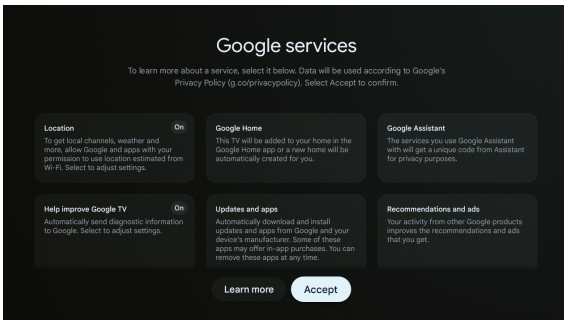 Google services
To learn more about a service, select it below. Data will be used according to Google's
Privacy Policy (g.co/privacypolicy). Select Accept to confirm.
Location
On
To get local channels, weather and
more, allow Google and apps with your
permission to use location estimated from
Wi-Fi. Select to adjust settings.
Google Home
This TV will be added to your home in the
Google Home app or a new home will be
automatically created for you.
Google Assistant
The services you use Google Assistant
with will get a unique code from Assistant
for privacy purposes.
Help improve Google TV
On
Automatically send diagnostic information
to Google. Select to adjust settings.
Updates and apps
Automatically download and install
updates and apps from Google and your
device's manufacturer. Some of these
apps may offer in-app purchases. You can
remove these apps at any time.
Recommendations and ads
Your activity from other Google products
improves the recommendations and ads
that you get.
Learn more
Accept